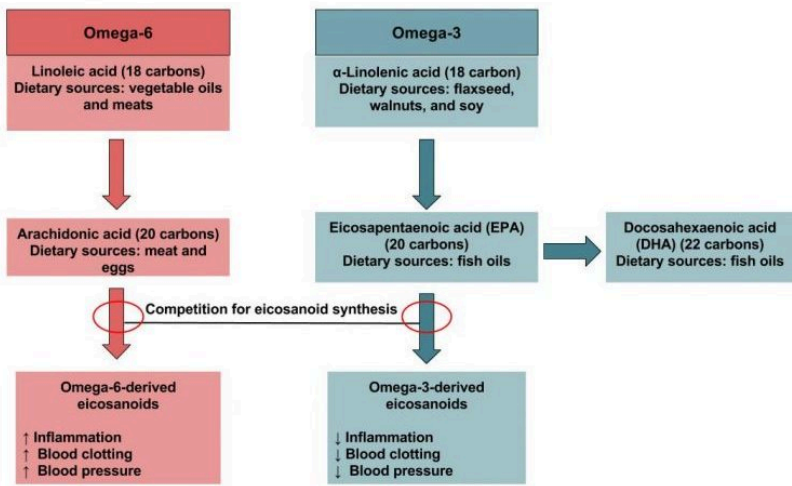 Omega-6
Omega-3
Linoleic acid (18 carbons)
Dietary sources: vegetable oils
and meats
α-Linolenic acid (18 carbon)
Dietary sources: flaxseed,
walnuts, and soy
Arachidonic acid (20 carbons)
Dietary sources: meat and
eggs
Eicosapentaenoic acid (EPA)
(20 carbons)
Dietary sources: fish oils
Docosahexaenoic acid
(DHA) (22 carbons)
Dietary sources: fish oils
Competition for eicosanoid synthesis
Omega-6-derived
eicosanoids
↑ Inflammation
↑ Blood clotting
↑ Blood pressure
Omega-3-derived
eicosanoids
↓ Inflammation
↓ Blood clotting
↓ Blood pressure